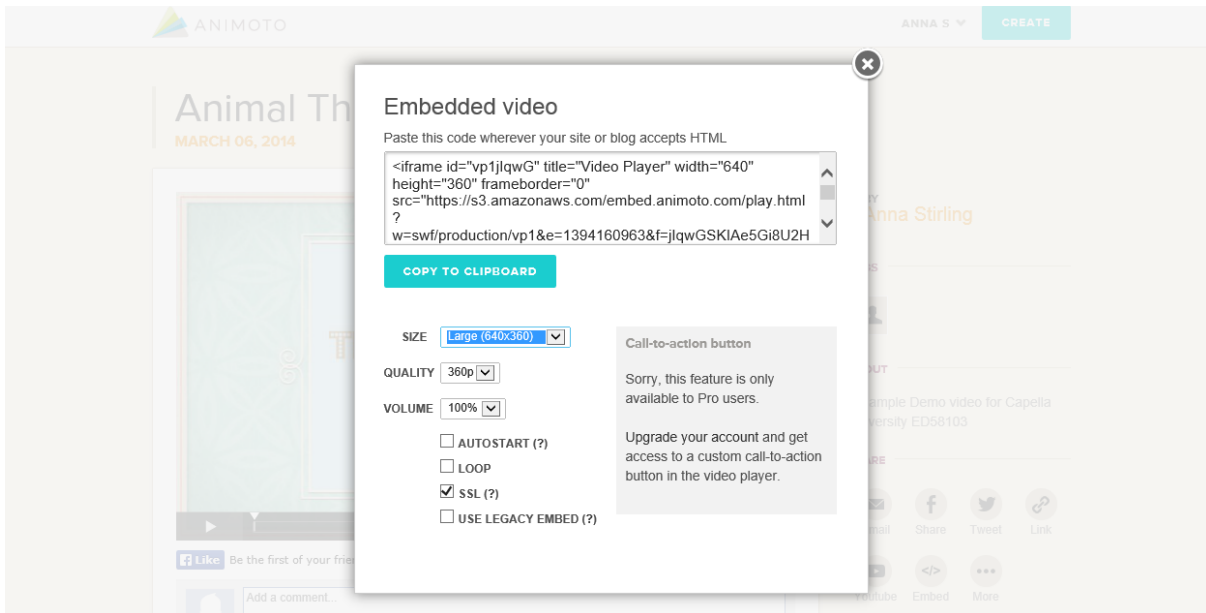 ANIMOTO
ANNA S
CREATE
Animal Th
MARCH 06, 2014
Embedded video
Paste this code wherever your site or blog accepts HTML
<iframe id="vp1jIqwG" title="Video Player" width="640"
height="360" frameborder="0"
src="https://s3.amazonaws.com/embed.animoto.com/play.html
?
w=swf/production/vp1&e=1394160963&f=jIqwGSKIAe5Gi8U2H
COPY TO CLIPBOARD
SIZE Large (640x360)
QUALITY 360p
VOLUME 100%
AUTOSTART (?)
LOOP
SSL (?)
USE LEGACY EMBED (?)
Call-to-action button
Sorry, this feature is only
available to Pro users.
Upgrade your account and get
access to a custom call-to-action
button in the video player.
Anna Stirling
ample Demo video for Capella
versity ED58103
mail Share Tweet Link
Youtube Embed More
T
Like Be the first of your frie
Add a comment...